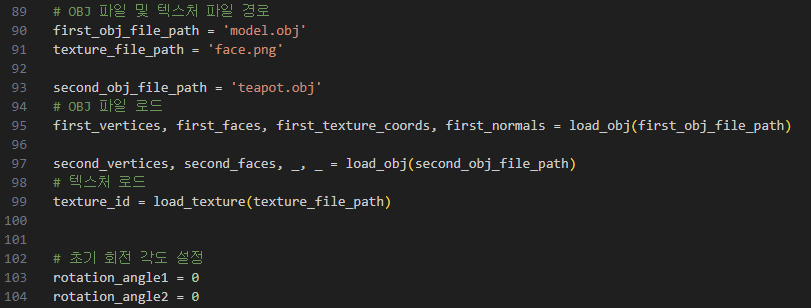 89 # OBJ 파일 및 텍스처 파일 경로
90 first_obj_file_path = 'model.obj'
91 texture_file_path = 'face.png'
92
93 second_obj_file_path = 'teapot.obj'
94 # OBJ 파일 로드
95 first_vertices, first_faces, first_texture_coords, first_normals = load_obj(first_obj_file_path)
96
97 second_vertices, second_faces, _, _ = load_obj(second_obj_file_path)
98 # 텍스처 로드
99 texture_id = load_texture(texture_file_path)
100
101
102 # 초기 회전 각도 설정
103 rotation_angle1 = 0
104 rotation_angle2 = 0